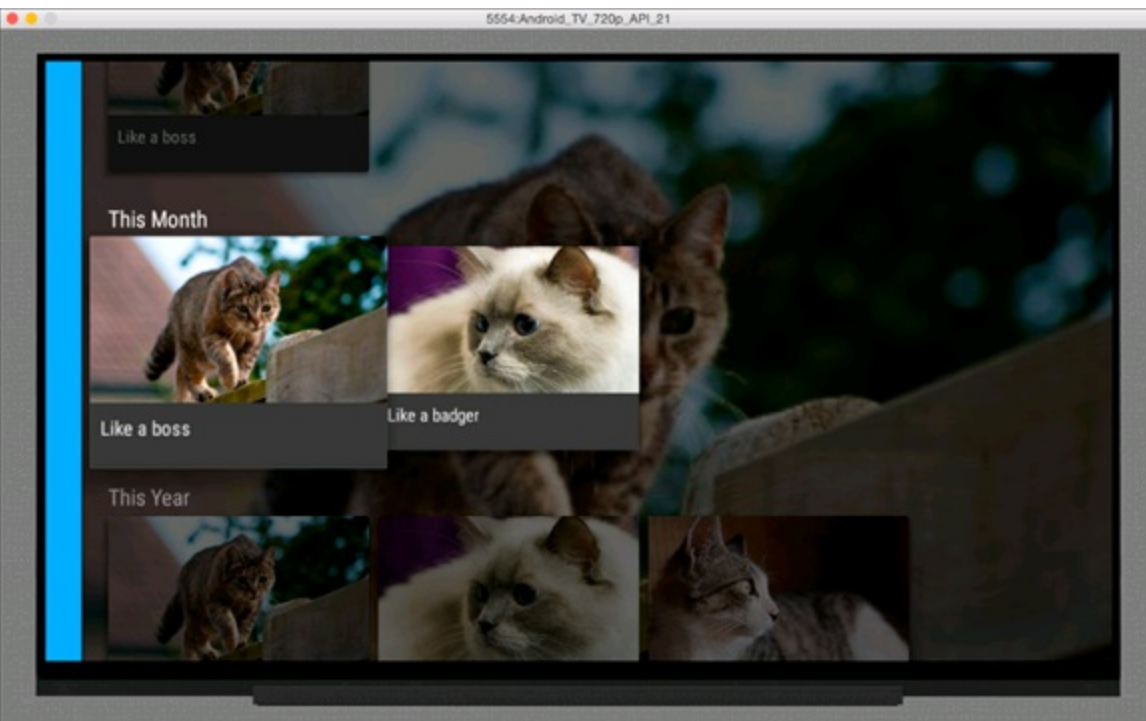 5554:Android_TV_720p_API_21
Like a boss
This Month
Like a boss
Like a badger
This Year